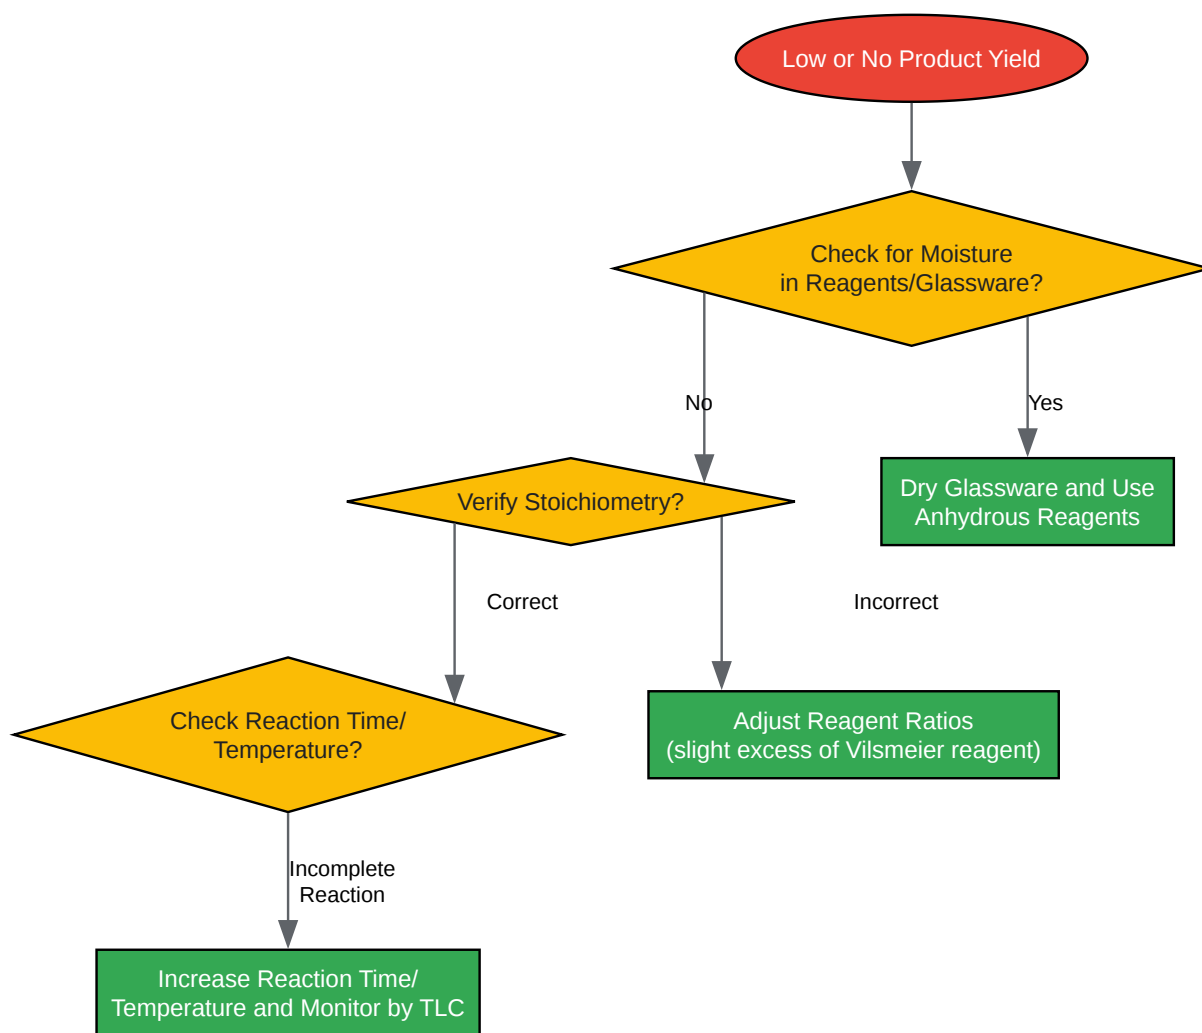 Low or No Product Yield
Check for Moisture
in Reagents/Glassware?
No
Yes
Verify Stoichiometry?
Dry Glassware and Use
Anhydrous Reagents
Correct
Incorrect
Check Reaction Time/
Temperature?
Adjust Reagent Ratios
(slight excess of Vilsmeier reagent)
Incomplete
Reaction
Increase Reaction Time/
Temperature and Monitor by TLC